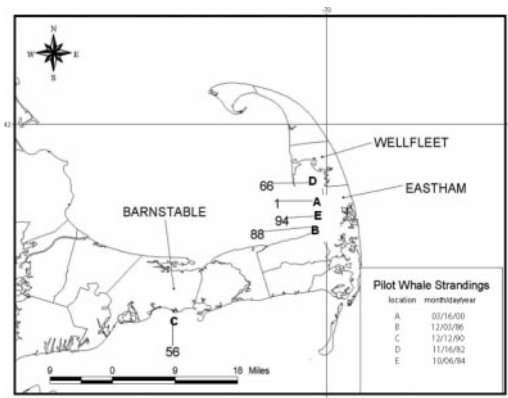 -70
N
W E
S
42
WELLFLEET
D
66
EASTHAM
1 A
BARNSTABLE
94 E
88 B
Pilot Whale Strandings
location month/day/year
A 03/16/00
B 12/03/86
C 12/12/90
D 11/16/82
E 10/06/84
C
56
9 0 9 18 Miles